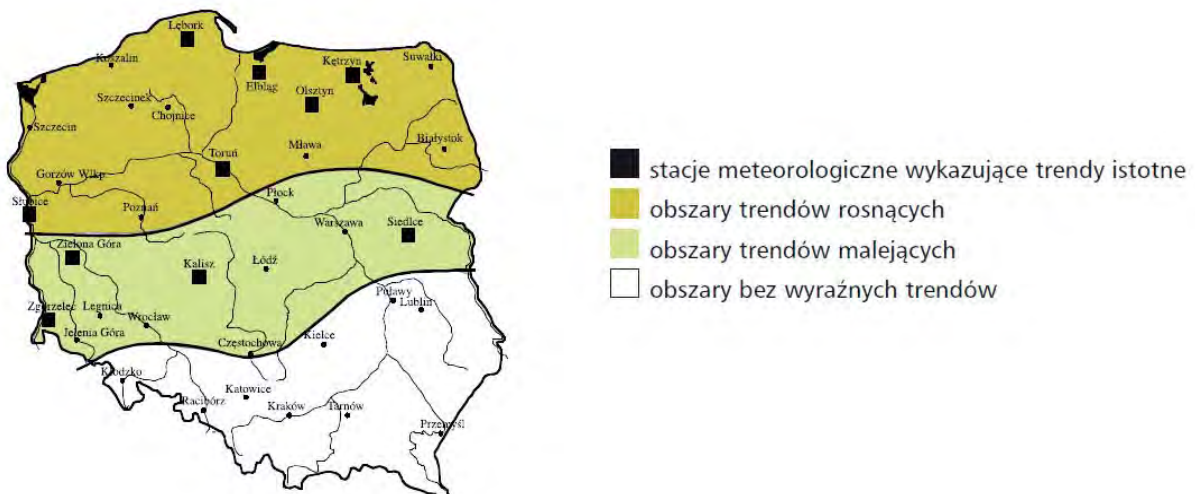 Lębork
Koszalin
Elbląg
Kętrzyn
Suwałki
Szczecinek
Chojnice
Olsztyn
Szczecin
Toruń
Mława
Białystok
Gorzów Wlkp.
Słubice
Poznań
Płock
Warszawa
Siedlce
Zielona Góra
Kalisz
Łódź
Zgorzelec
Legnica
Wrocław
Puławy
Lublin
Jelenia Góra
Częstochowa
Kielce
Kłodzko
Katowice
Racibórz
Kraków
Tarnów
Przemyśl
stacje meteorologiczne wykazujące trendy istotne
obszary trendów rosnących
obszary trendów malejących
obszary bez wyraźnych trendów